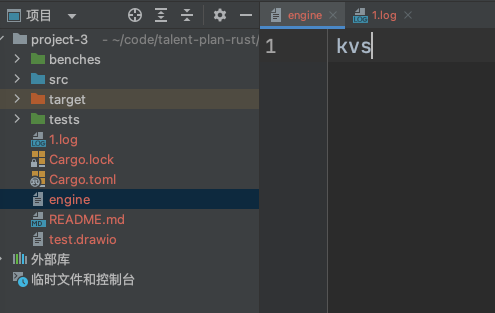 项目
engine
1.log
project-3 - ~/code/talent-plan-rust/
benches
src
target
tests
1.log
Cargo.lock
Cargo.toml
engine
README.md
test.drawio
外部库
临时文件和控制台
1
kvs